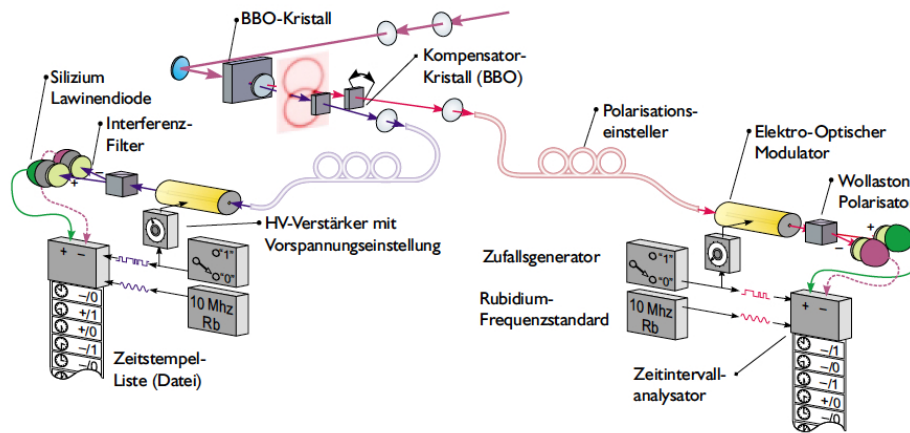 BBO-Kristall
Kompensator-
Kristall (BBO)
Silizium
Lawinendiode
Interferenz-
Filter
Polarisations-
einsteller
Elektro-Optischer
Modulator
Wollaston
Polarisato
HV-Verstärker mit
Vorspannungseinstellung
Zufallsgenerator
Rubidium-
Frequenzstandard
Zeitstempel-
Liste (Datei)
Zeitintervall-
analysator
–
+
+ –
"1"
"0"
10 Mhz
Rb
–/0
+/1
+/0
–/1
–/0
+
–
"1"
"0"
10 Mhz
Rb
+ –
–/1
–/0
–/1
+/0
–/0